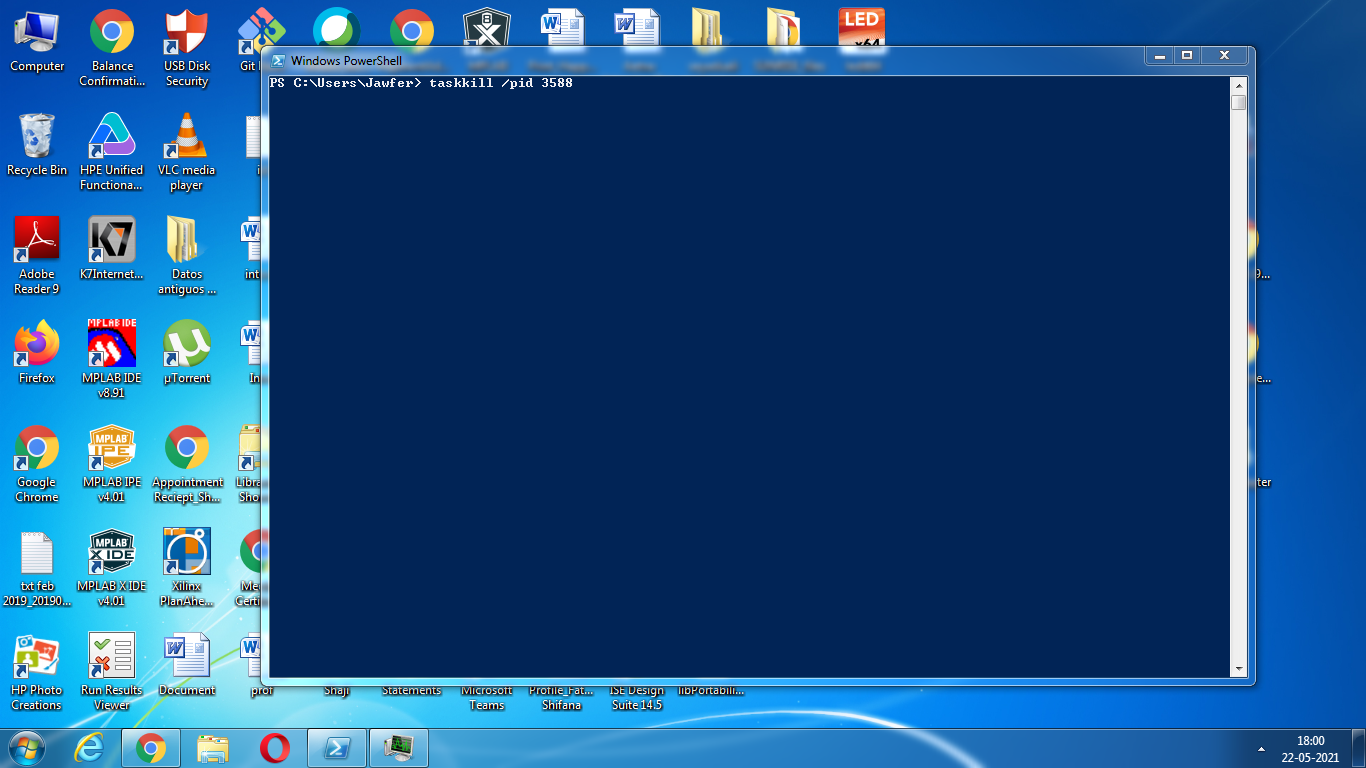 Windows PowerShell
PS C:\Users\Jawfer> taskkill /pid 3588
Computer
Balance
Confirmati...
USB Disk
Security
Git
LED
x64
Recycle Bin
HPE Unified
Functiona...
VLC media
player
Adobe
Reader 9
K7
K7Internet...
Datos
antiguos ...
int
9...
Firefox
MPLAB IDE
MPLAB IDE
v8.91
µTorrent
In
e...
Google
Chrome
MPLAB
IPE
MPLAB IPE
v4.01
Appointment
Reciept_Sh...
Libra
Sho
ter
txt feb
2019_20190...
MPLAB
X IDE
MPLAB X IDE
v4.01
Xilinx
PlanAhe...
Me
Certi
HP Photo
Creations
Run Results
Viewer
Document
prof
Shaji
Statements
Microsoft
Teams
Profile_Fat...
Shifana
ISE Design
Suite 14.5
libPortabili...
18:00
22-05-2021